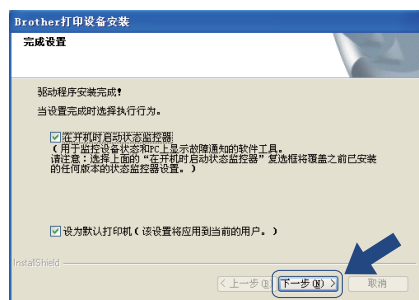 Brother打印设备安装
完成设置
驱动程序安装完成!
当设置完成时选择执行行为。
在开机时启动状态监控器
(用于监控设备状态和PC上显示故障通知的软件工具。
请注意:选择上面的“在开机时启动状态监控器”复选框将覆盖之前已安装
的任何版本的状态监控器设置。)
设为默认打印机(该设置将应用到当前的用户。)
InstallShield
<上一步(B) 下一步(N) > 取消